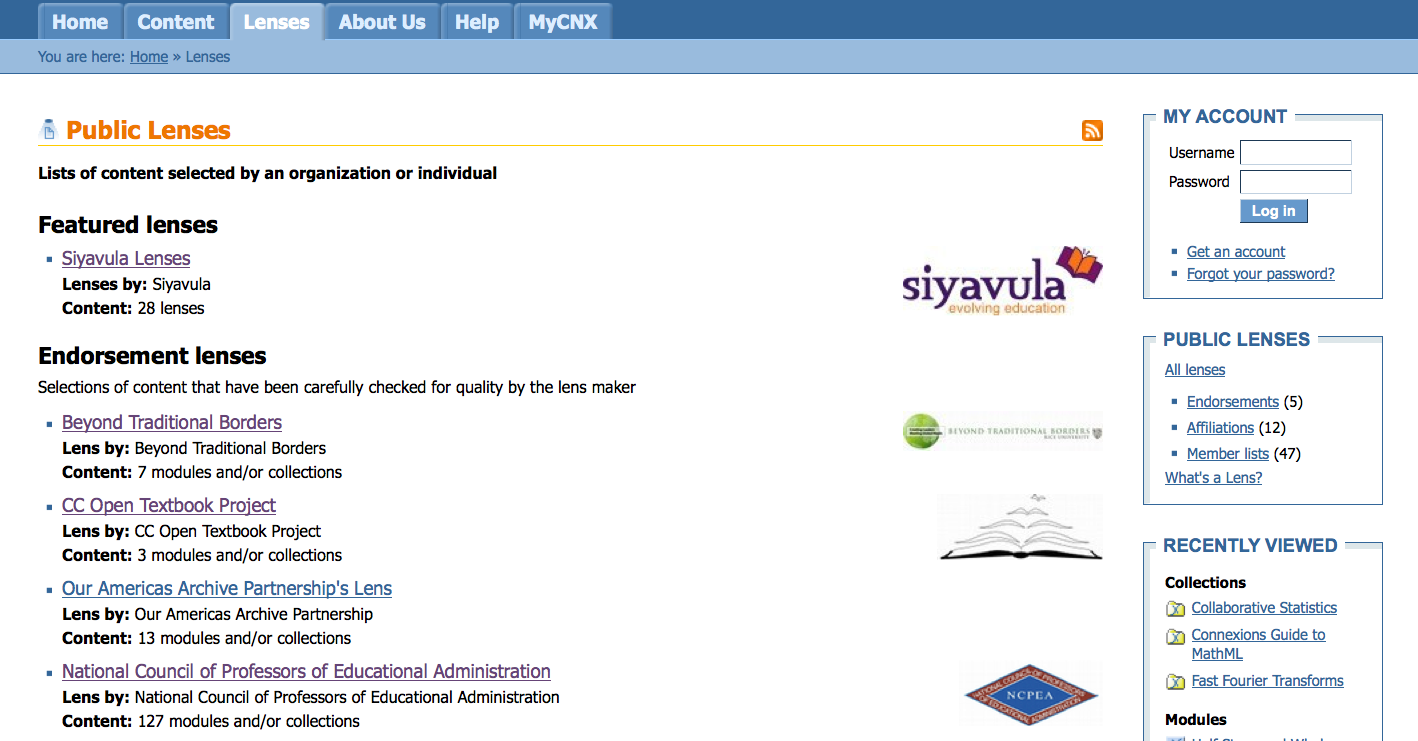 Home Content Lenses About Us Help MyCNX
You are here: Home » Lenses
Public Lenses
Lists of content selected by an organization or individual
Featured lenses
Siyavula Lenses
Lenses by: Siyavula
Content: 28 lenses
siyavula
evolving education
Endorsement lenses
Selections of content that have been carefully checked for quality by the lens maker
Beyond Traditional Borders
Lens by: Beyond Traditional Borders
Content: 7 modules and/or collections
BEYOND TRADITIONAL BORDERS
RICE UNIVERSITY
CC Open Textbook Project
Lens by: CC Open Textbook Project
Content: 3 modules and/or collections
Our Americas Archive Partnership's Lens
Lens by: Our Americas Archive Partnership
Content: 13 modules and/or collections
National Council of Professors of Educational Administration
Lens by: National Council of Professors of Educational Administration
Content: 127 modules and/or collections
NATIONAL COUNCIL OF PROFESSORS
NCPEA
OF EDUCATIONAL ADMINISTRATION
MY ACCOUNT
Username
Password
Log in
Get an account
Forgot your password?
PUBLIC LENSES
All lenses
Endorsements (5)
Affiliations (12)
Member lists (47)
What's a Lens?
RECENTLY VIEWED
Collections
Collaborative Statistics
Connexions Guide to
MathML
Fast Fourier Transforms
Modules